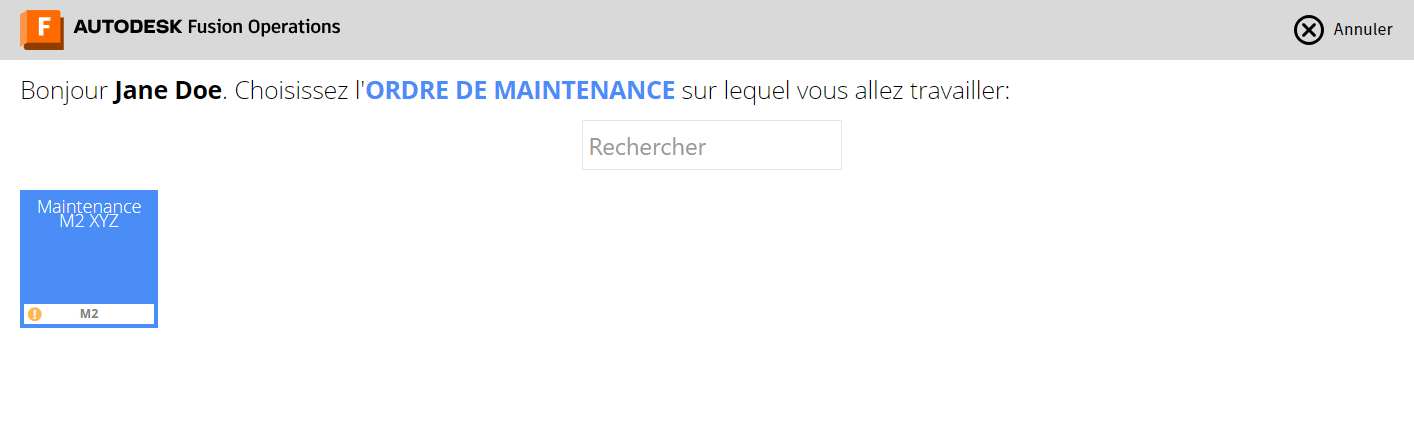 F AUTODESK Fusion Operations Annuler
Bonjour Jane Doe. Choisissez l'ORDRE DE MAINTENANCE sur lequel vous allez travailler:
Rechercher
Maintenance
M2 XYZ
! M2